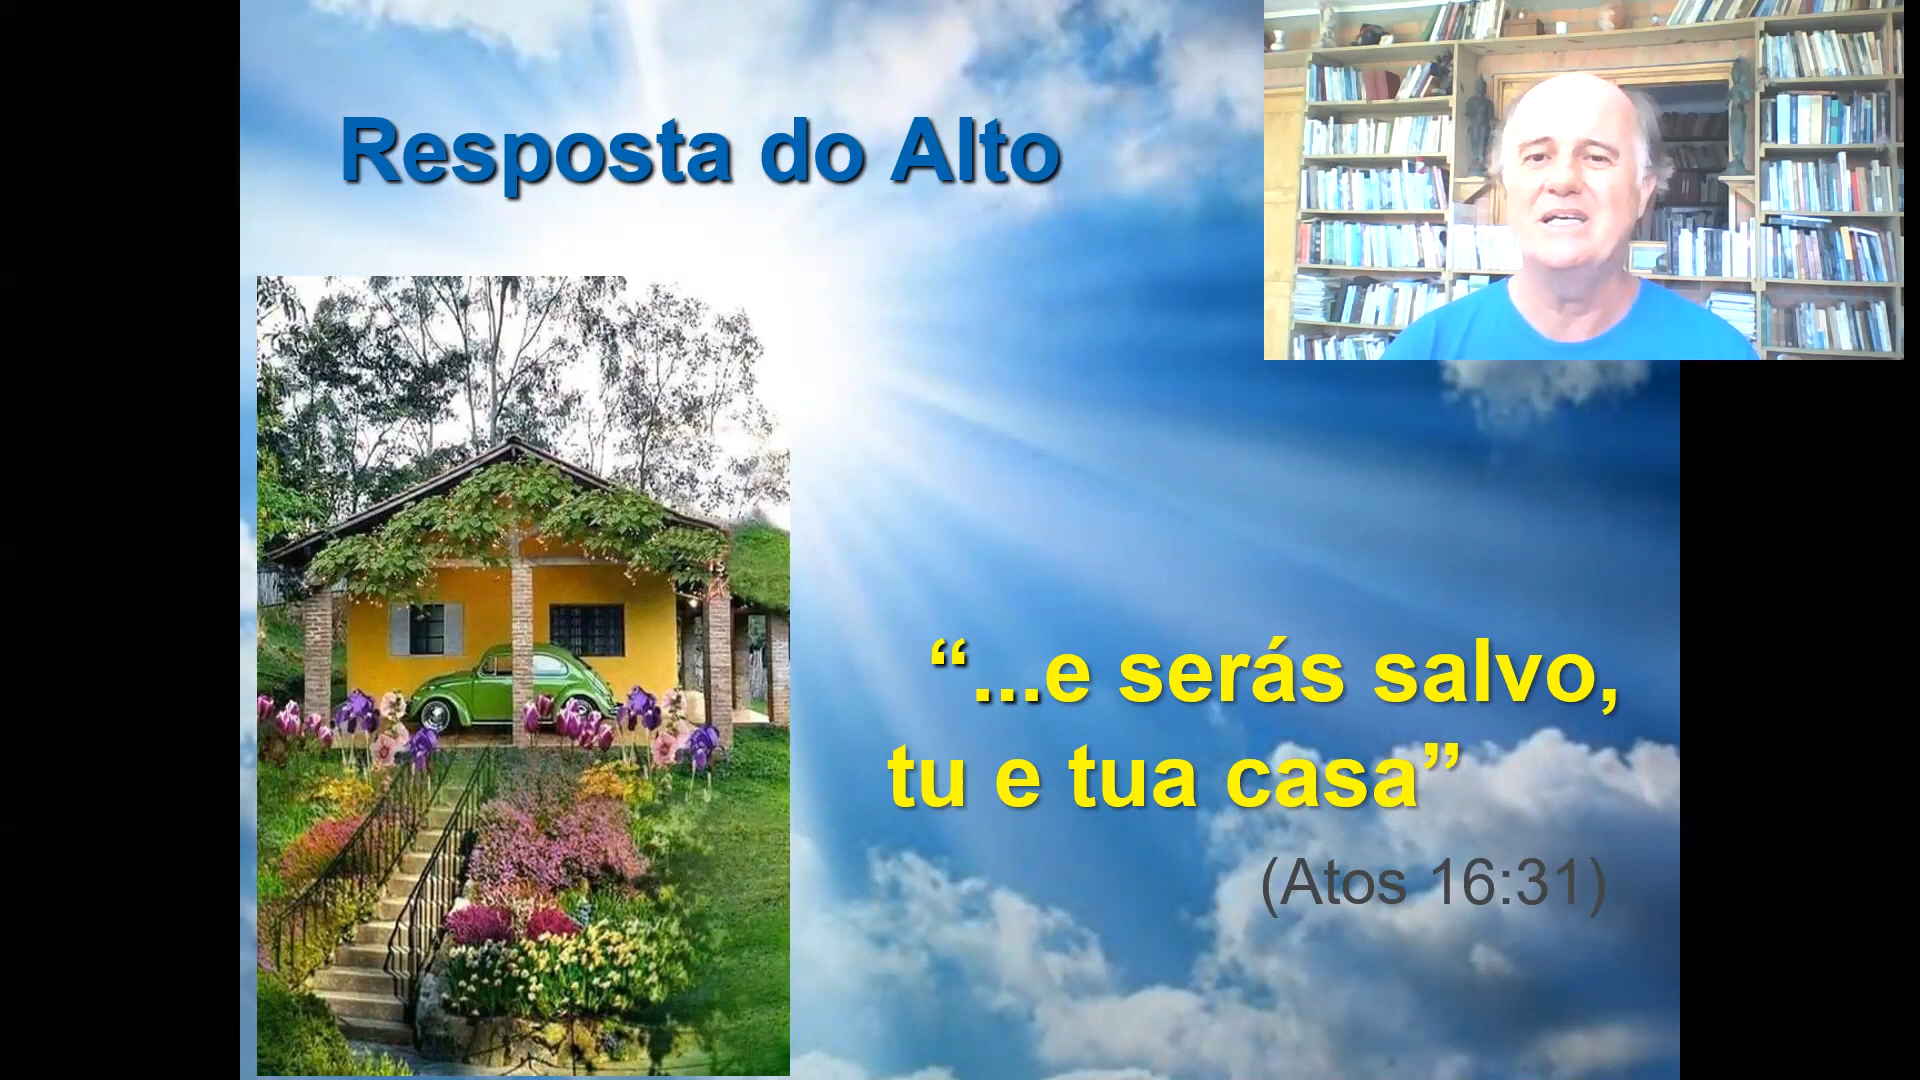 Resposta do Alto
“...e serás salvo,
tu e tua casa”
(Atos 16:31)